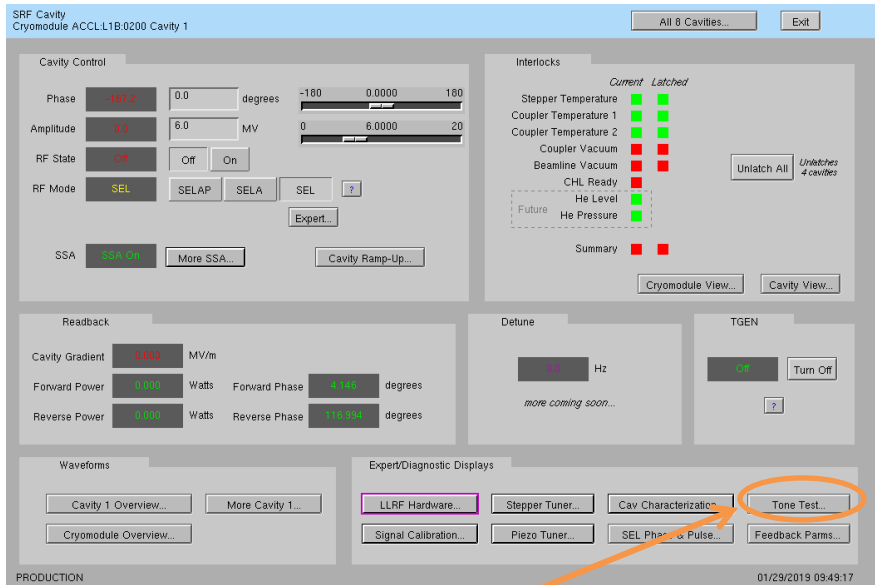 SRF Cavity
Cryomodule ACCL:L1B:0200 Cavity 1
All 8 Cavities...
Exit
Cavity Control
Phase -167.2 0.0 degrees -180 0.0000 180
Amplitude 0.0 6.0 MV 0 6.0000 20
RF State Off Off On
RF Mode SEL SELAP SELA SEL ?
Expert...
SSA SSA On More SSA... Cavity Ramp-Up...
Interlocks
Current Latched
Stepper Temperature
Coupler Temperature 1
Coupler Temperature 2
Coupler Vacuum
Beamline Vacuum
CHL Ready
Future
He Level
He Pressure
Summary
Unlatch All
Unlatches
4 cavities
Cryomodule View... Cavity View...
Readback
Cavity Gradient 0.000 MV/m
Forward Power 0.000 Watts Forward Phase 4.146 degrees
Reverse Power 0.000 Watts Reverse Phase 116.994 degrees
Detune
Hz
more coming soon...
TGEN
Off Turn Off
?
Waveforms
Cavity 1 Overview... More Cavity 1...
Cryomodule Overview...
Expert/Diagnostic Displays
LLRF Hardware... Stepper Tuner... Cav Characterization... Tone Test...
Signal Calibration... Piezo Tuner... SEL Phase & Pulse... Feedback Parms...
PRODUCTION 01/29/2019 09:49:17